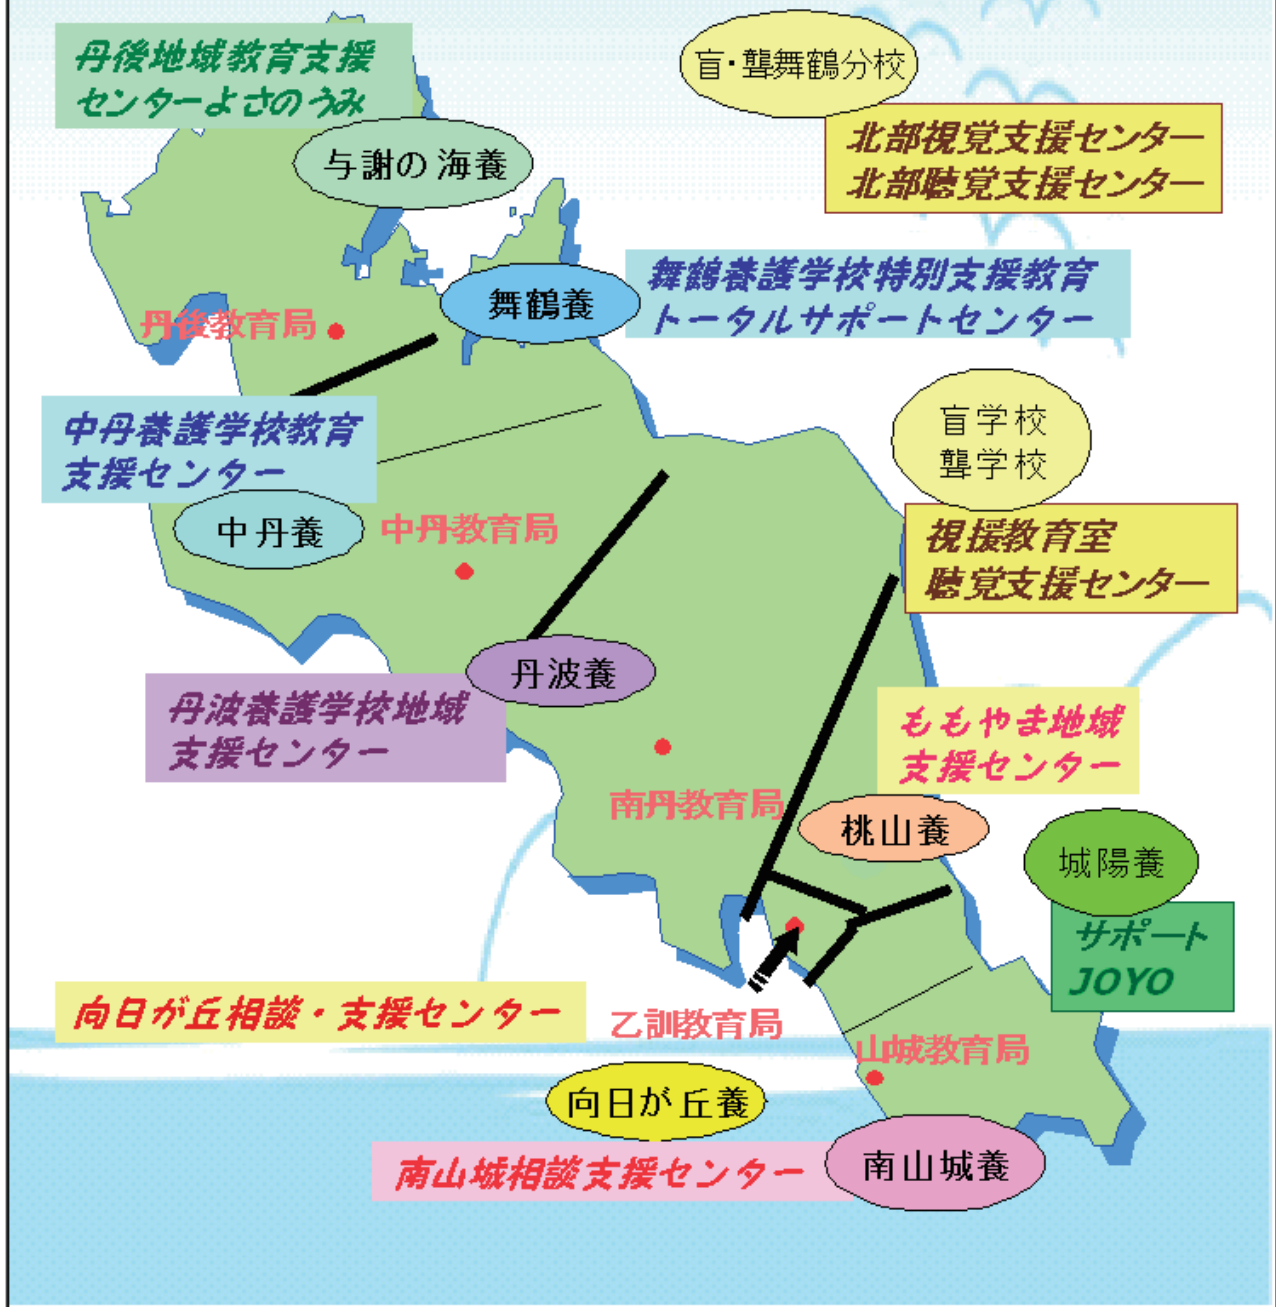 丹後地域教育支援
センターよさのうみ
与謝の海養
盲・聾舞鶴分校
北部視覚支援センター
北部聴覚支援センター
舞鶴養
舞鶴養護学校特別支援教育
トータルサポートセンター
丹後教育局
中丹養護学校教育
支援センター
中丹養
中丹教育局
盲学校
聾学校
視援教育室
聴覚支援センター
丹波養
丹波養護学校地域
支援センター
南丹教育局
ももやま地域
支援センター
桃山養
城陽養
サポート
JOYO
向日が丘相談・支援センター
乙訓教育局
山城教育局
向日が丘養
南山城相談支援センター
南山城養